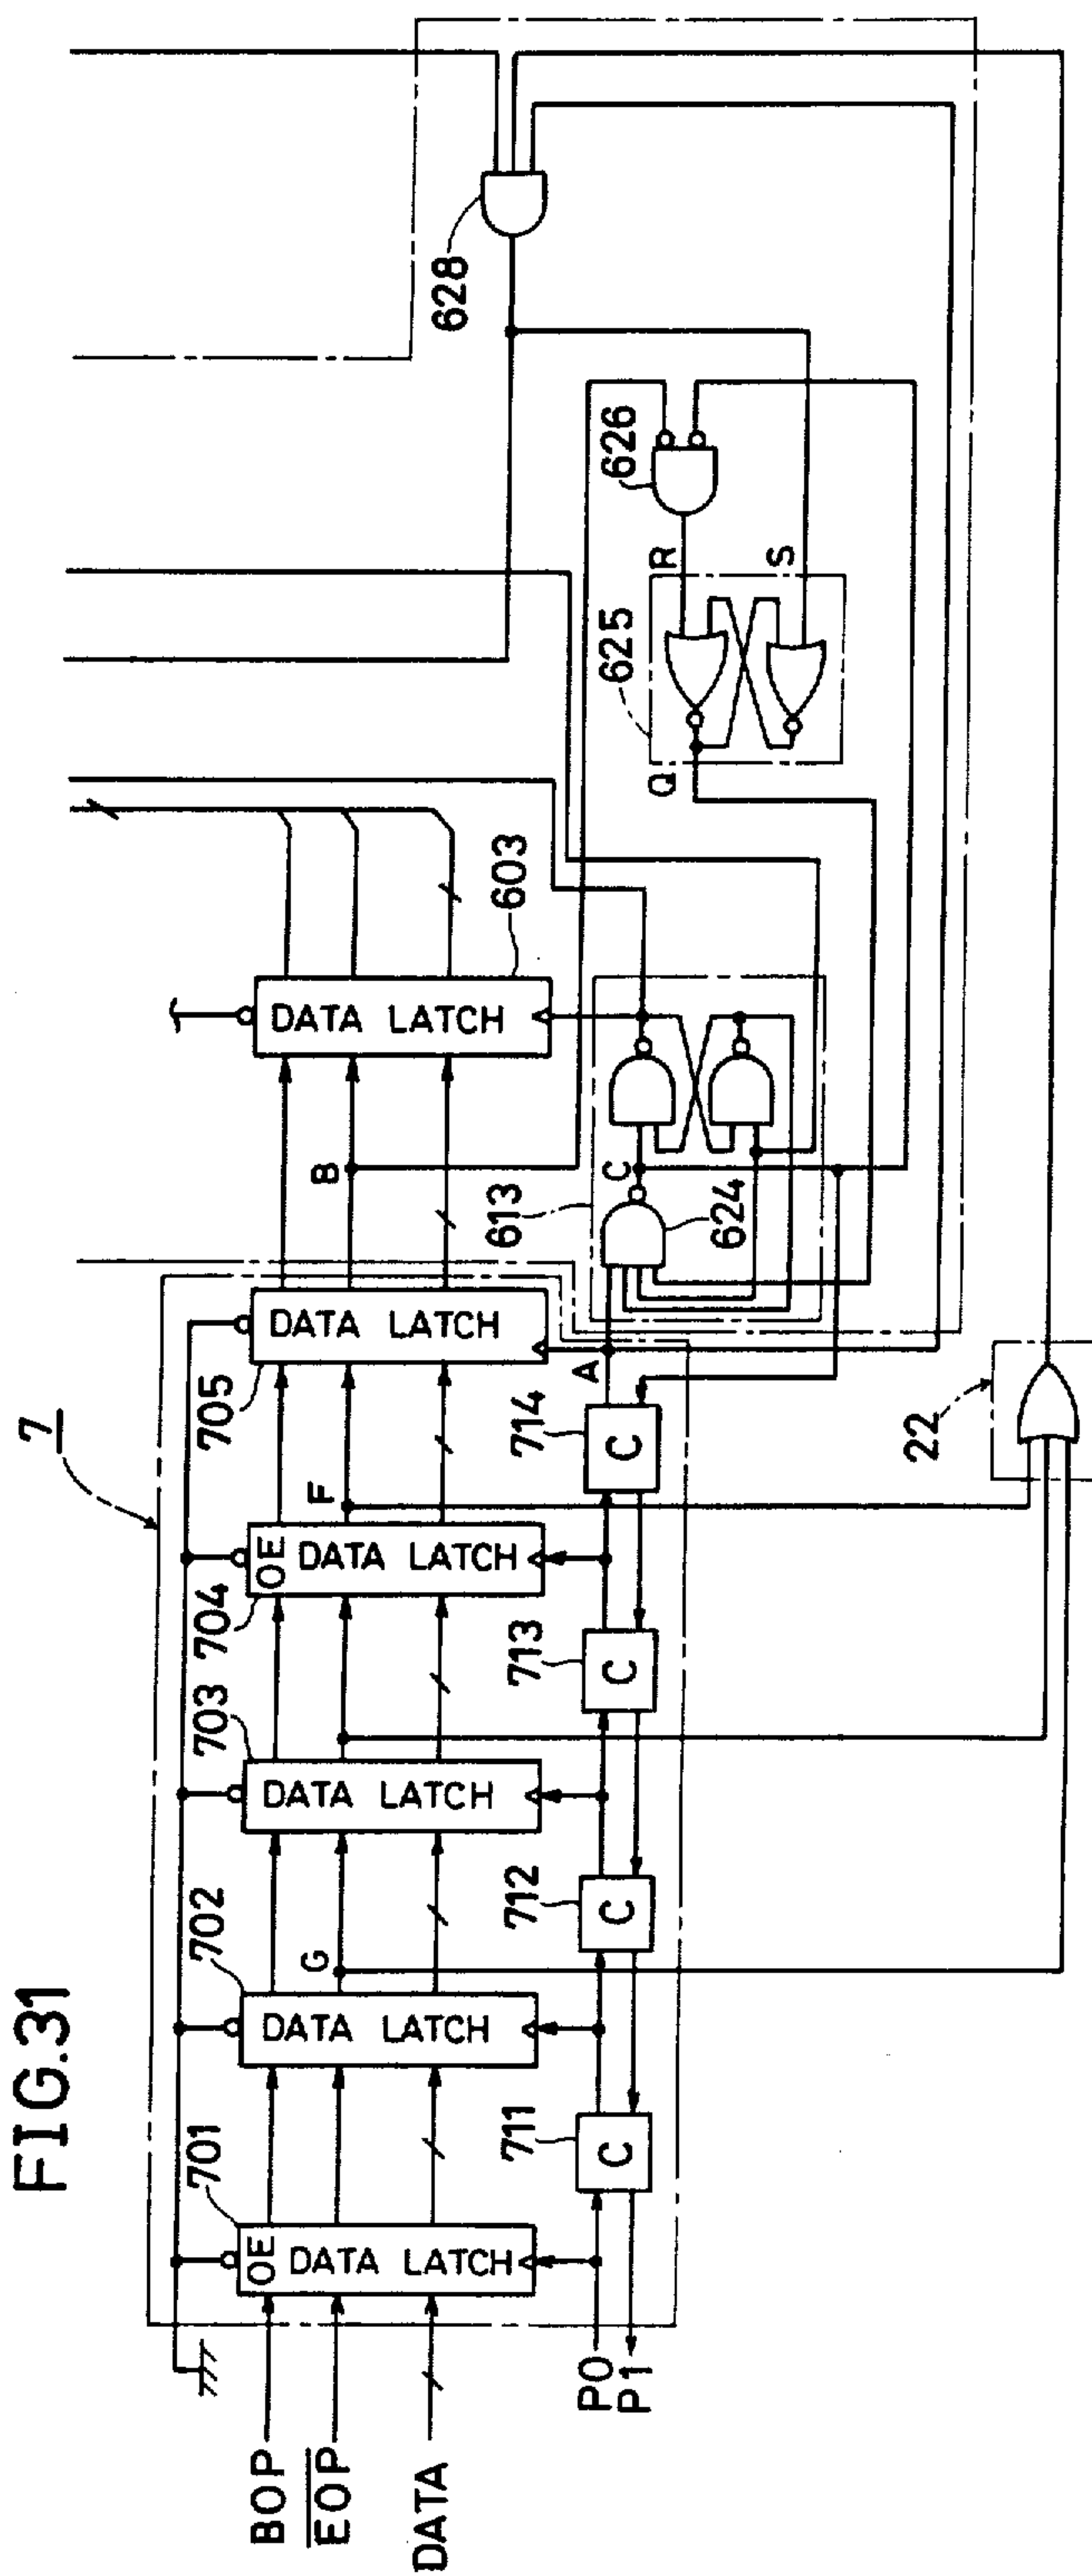 FIG.31
7
BOP
EOP
DATA
P0
P1
701
OE
DATA LATCH
711
C
702
DATA LATCH
G
712
C
703
DATA LATCH
713
C
704
OE
DATA LATCH
F
714
C
705
DATA LATCH
A
B
613
C
624
603
DATA LATCH
22
625
Q
R
S
626
628